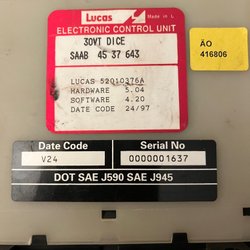 Lucas
Made in L
ELECTRONIC CONTROL UNIT
30VT DICE
SAAB 45 37 643
LUCAS 52010376A
HARDWARE 5.04
SOFTWARE 4.20
DATE CODE 24/97
ÄO
416806
Date Code
Serial No
V24
0000001637
DOT SAE J590 SAE J945